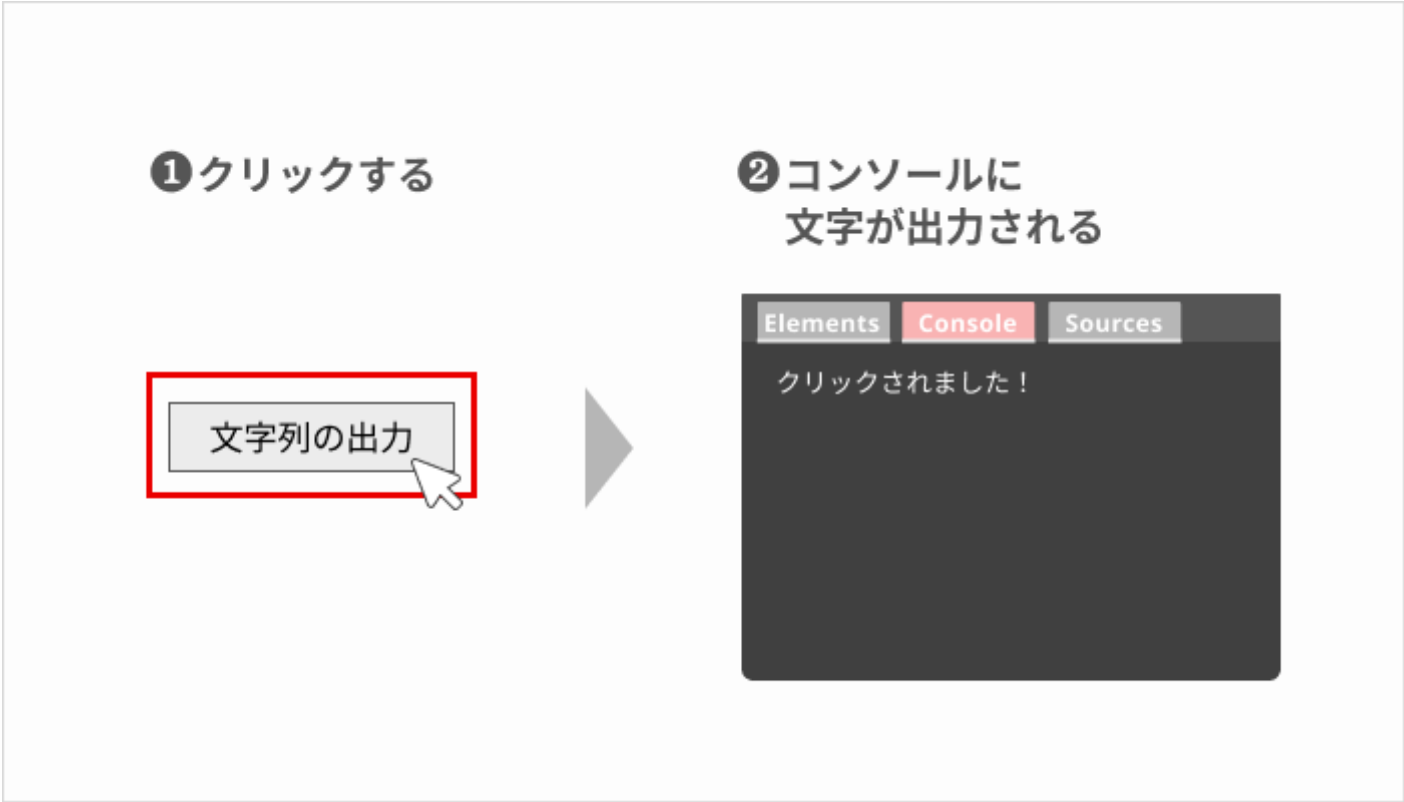 ❶クリックする
❷コンソールに
文字が出力される
文字列の出力
Elements Console Sources
クリックされました！